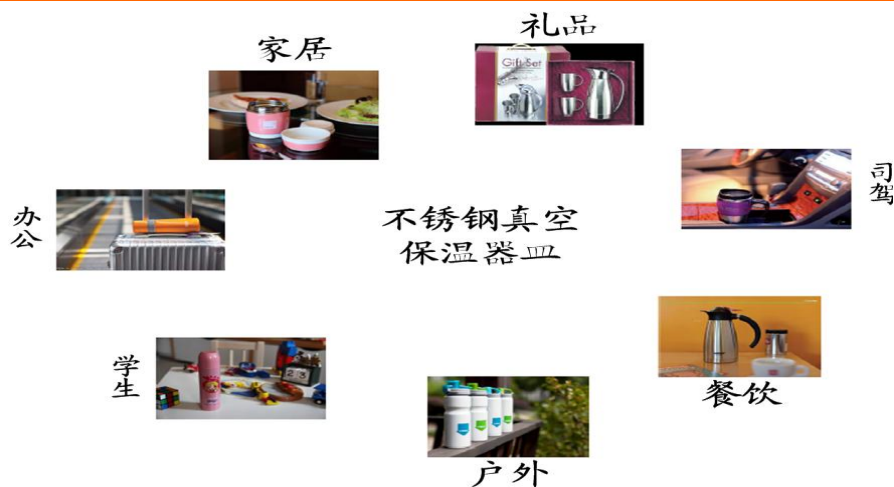 礼品
家居
Gift Set
司驾
办公
不锈钢真空
保温器皿
学生
餐饮
户外